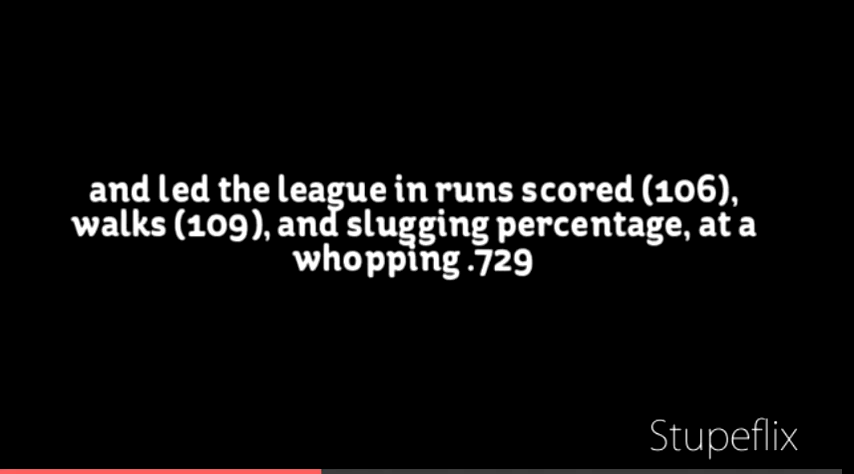 and led the league in runs scored (106),
walks (109), and slugging percentage, at a
whopping .729
Stupeflix